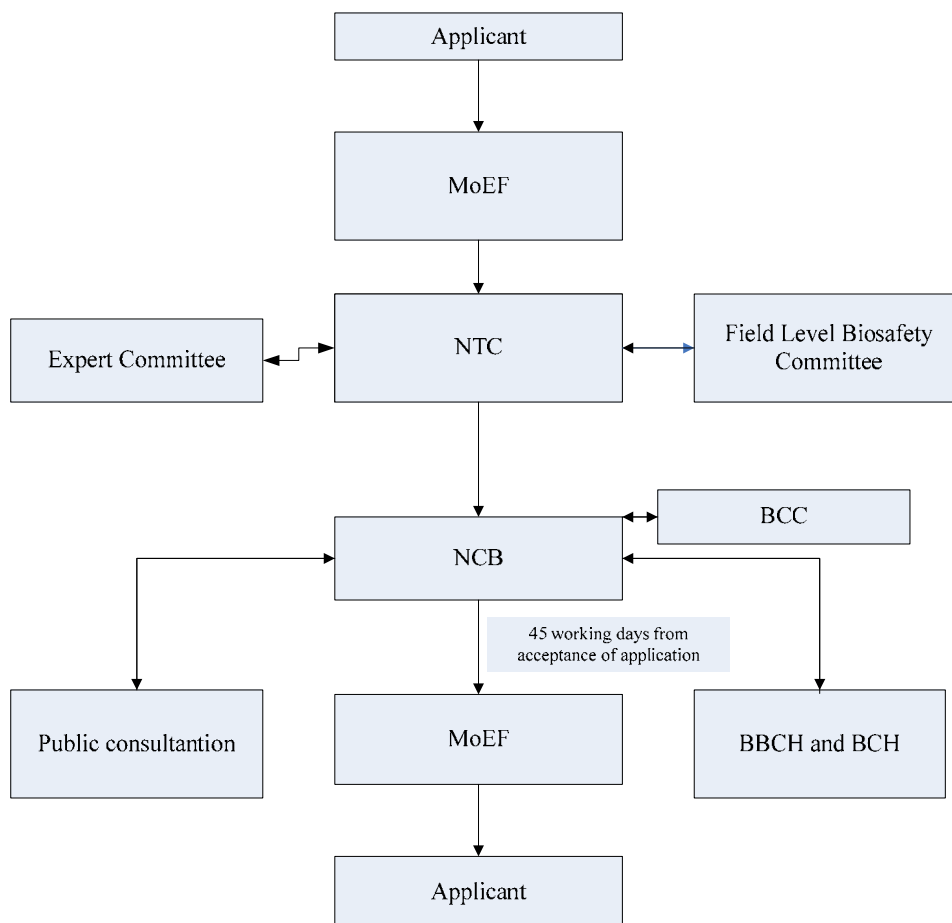 Applicant
MoEF
Expert Committee
NTC
Field Level Biosafety
Committee
BCC
NCB
45 working days from
acceptance of application
Public consultantion
MoEF
BBCH and BCH
Applicant